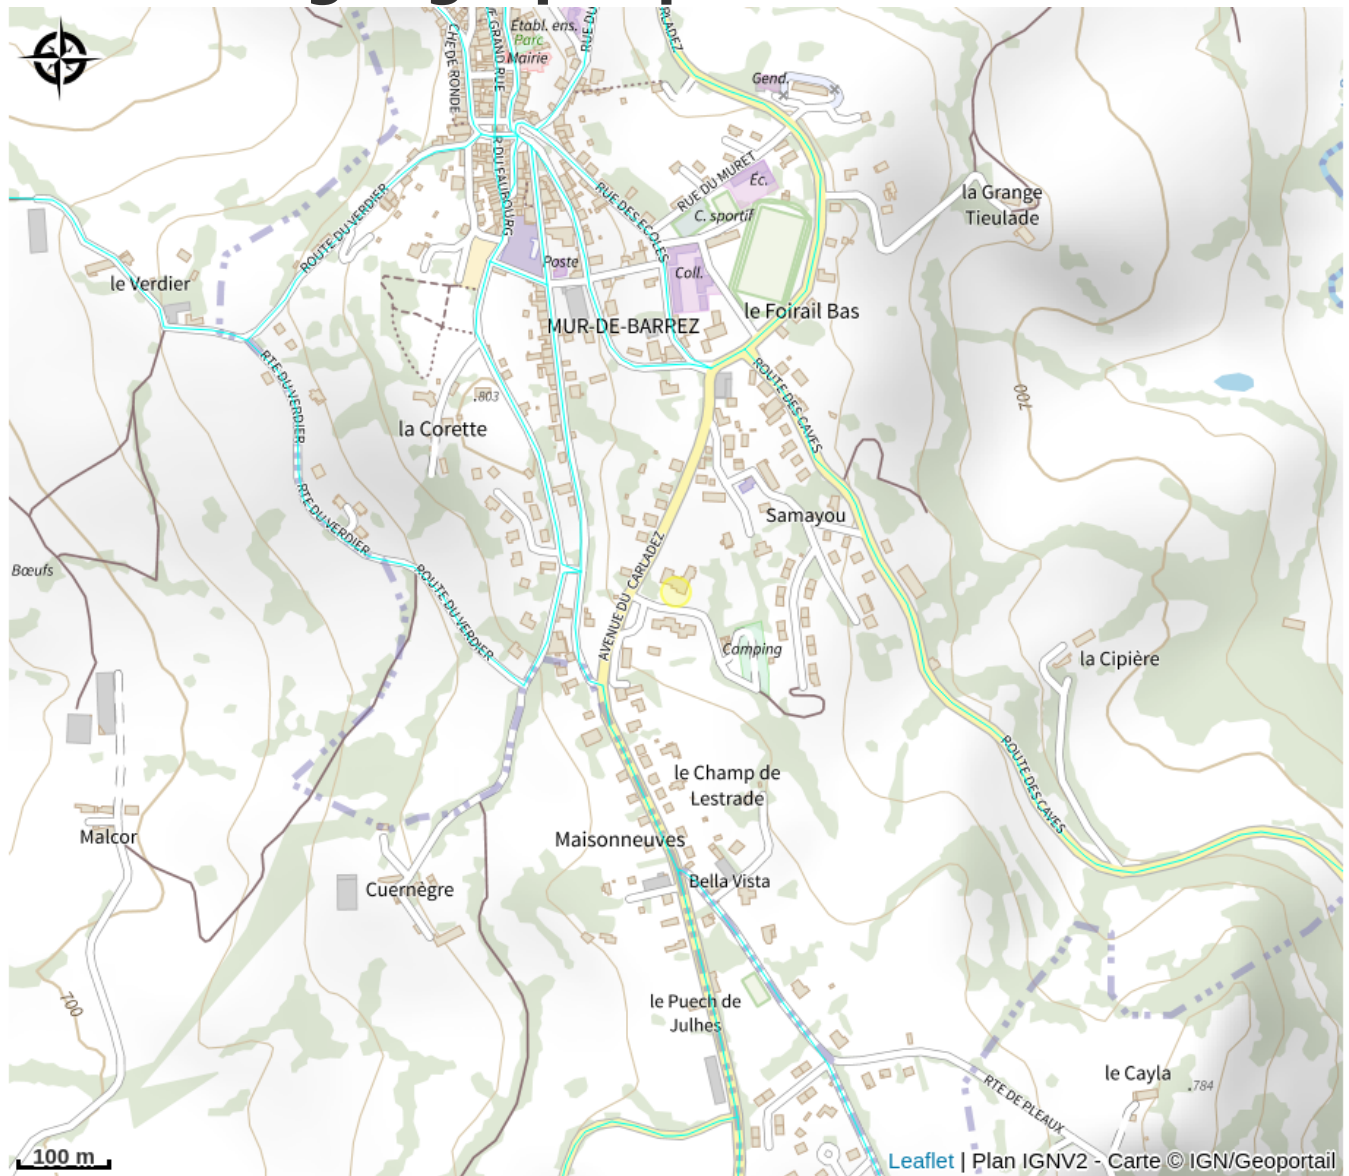 CHE DE RONDE
GRAND RUE
Etabl. ens.
Parc
Mairie
RUE DU
RLADEZ
Gend.
R DU FAUBOURG
RUE DES ECOLES
RUE DU MURET
Éc.
C. sportif
la Grange
Tieulade
ROUTE DU VERDIER
le Verdier
Poste
Coll.
le Foirail Bas
MUR-DE-BARREZ
RTE DU VERDIER
ROUTE DES CAVES
.803
700
la Corette
RTE DU VERDIER
Samayou
Bœufs
ROUTE DU VERDIER
AVENUE DU CARLADEZ
Camping
la Cipière
ROUTE DES CAVES
le Champ de
Lestrade
Malcor
Maisonneuves
Bella Vista
Cuernègre
700
le Puech de
Julhes
RTE DE PLEAUX
le Cayla
.784
100 m
Leaflet | Plan IGNV2 - Carte © IGN/Geoportail